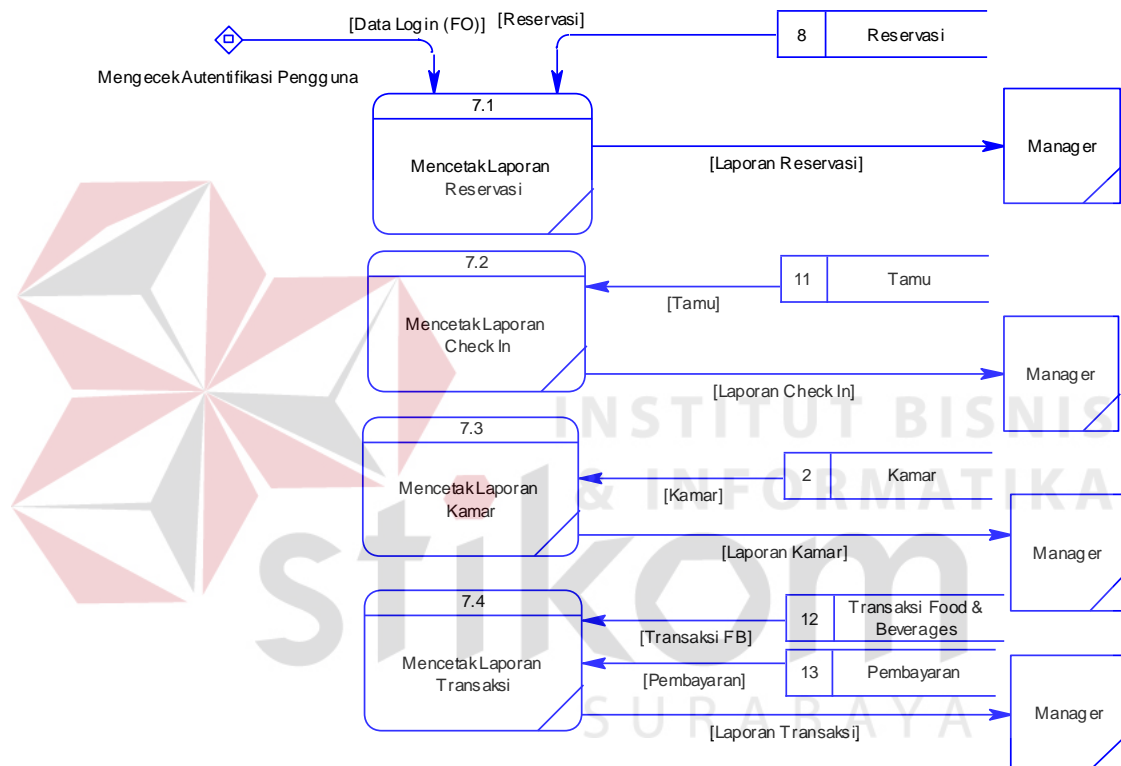 [Data Login (FO)]
[Reservasi]
8
Reservasi
Mengecek Autentifikasi Pengguna
7.1
Mencetak Laporan
Reservasi
[Laporan Reservasi]
Manager
7.2
Mencetak Laporan
Check In
11
Tamu
[Tamu]
[Laporan Check In]
Manager
INSTITUT BISNIS
& INFORMATIKA
stikom
SURABAYA
7.3
Mencetak Laporan
Kamar
2
Kamar
[Kamar]
[Laporan Kamar]
Manager
7.4
Mencetak Laporan
Transaksi
12
Transaksi Food &
Beverages
[Transaksi FB]
13
Pembayaran
[Pembayaran]
[Laporan Transaksi]
Manager